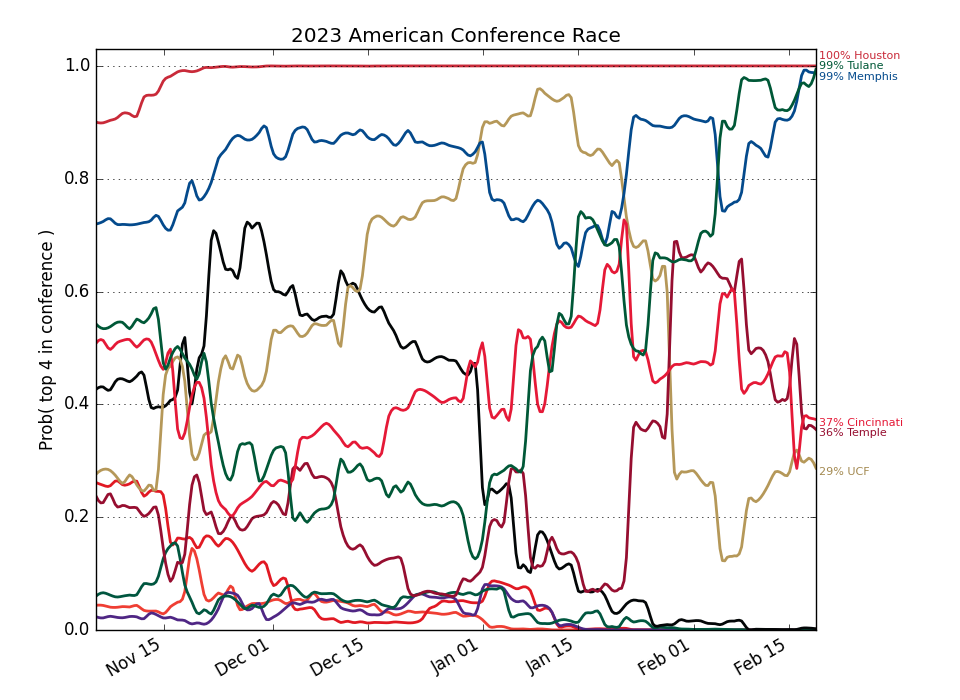 2023 American Conference Race
Prob( top 4 in conference )
1.0
0.8
0.6
0.4
0.2
0.0
Nov 15
Dec 01
Dec 15
Jan 01
Jan 15
Feb 01
Feb 15
100% Houston
99% Tulane
99% Memphis
37% Cincinnati
36% Temple
29% UCF